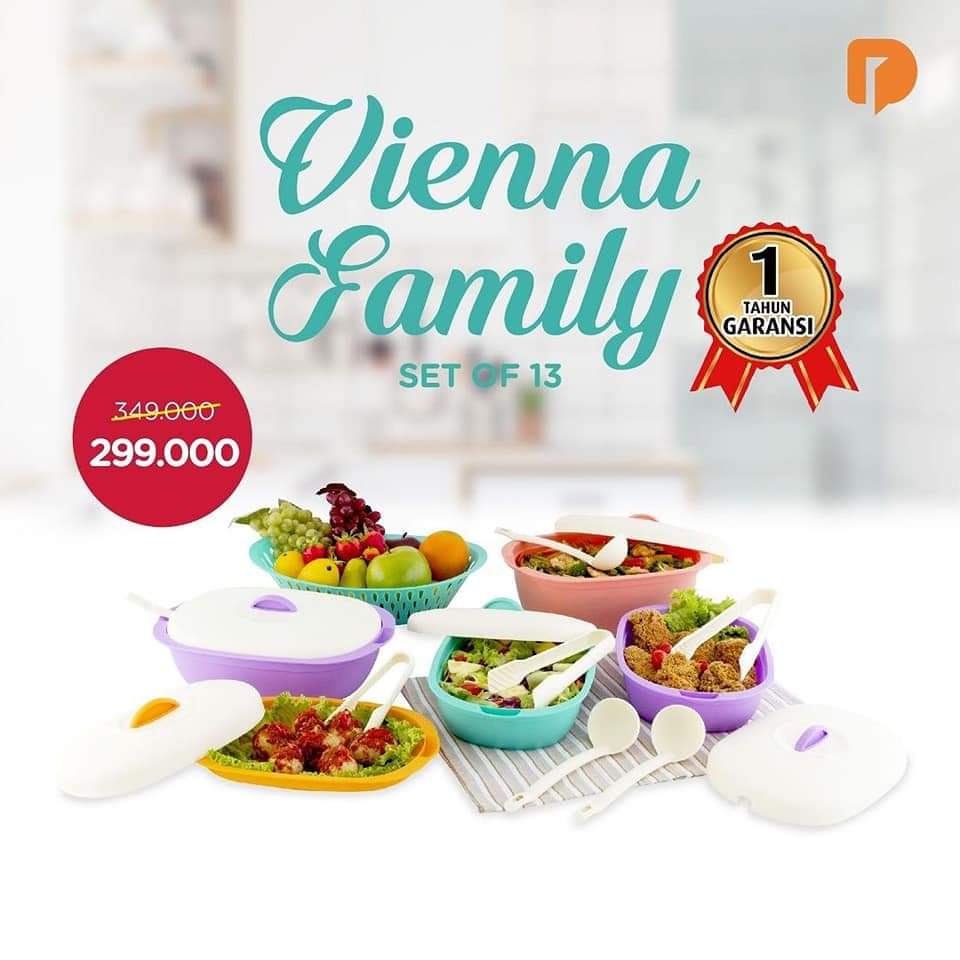 Vienna
Family
SET OF 13
1
TAHUN
GARANSI
349.000
299.000